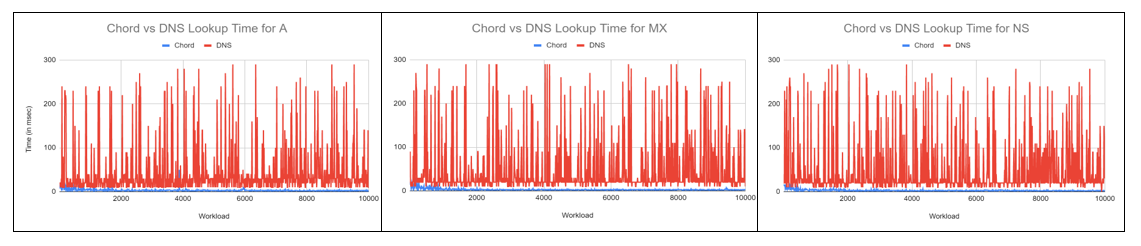 Chord vs DNS Lookup Time for A
Chord DNS
300
200
100
0
Time (in msec)
2000 4000 6000 8000 10000
Workload
Chord vs DNS Lookup Time for MX
Chord DNS
300
200
100
0
2000 4000 6000 8000 10000
Workload
Chord vs DNS Lookup Time for NS
Chord DNS
300
200
100
0
2000 4000 6000 8000 10000
Workload